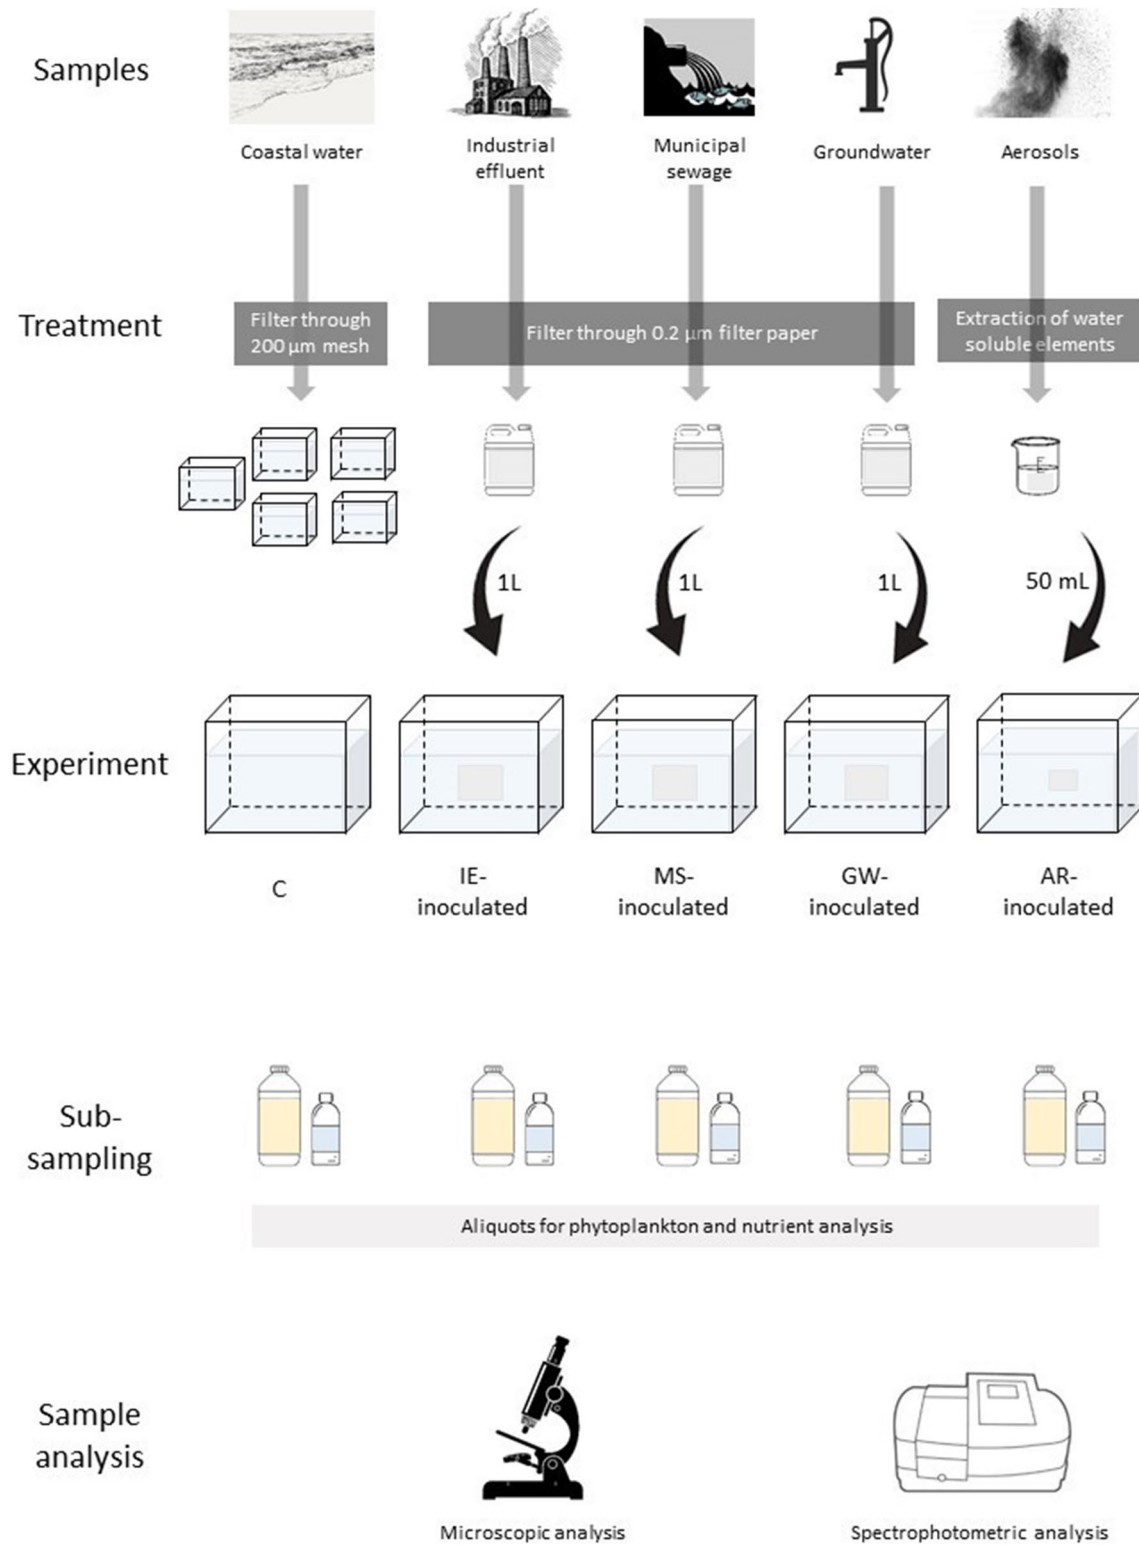 Samples
Coastal water
Industrial
effluent
Municipal
sewage
Groundwater
Aerosols
Treatment
Filter through
200 µm mesh
Filter through 0.2 µm filter paper
Extraction of water
soluble elements
1L
1L
1L
50 mL
Experiment
C
IE-
inoculated
MS-
inoculated
GW-
inoculated
AR-
inoculated
Sub-
sampling
Aliquots for phytoplankton and nutrient analysis
Sample
analysis
Microscopic analysis
Spectrophotometric analysis